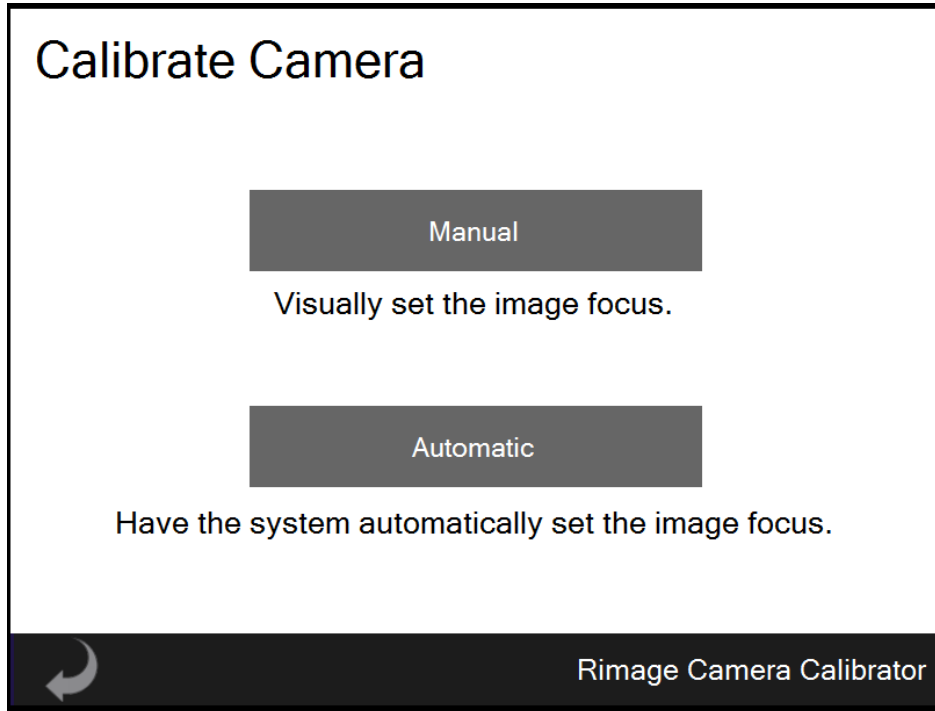 Calibrate Camera
Manual
Visually set the image focus.
Automatic
Have the system automatically set the image focus.
Rimage Camera Calibrator